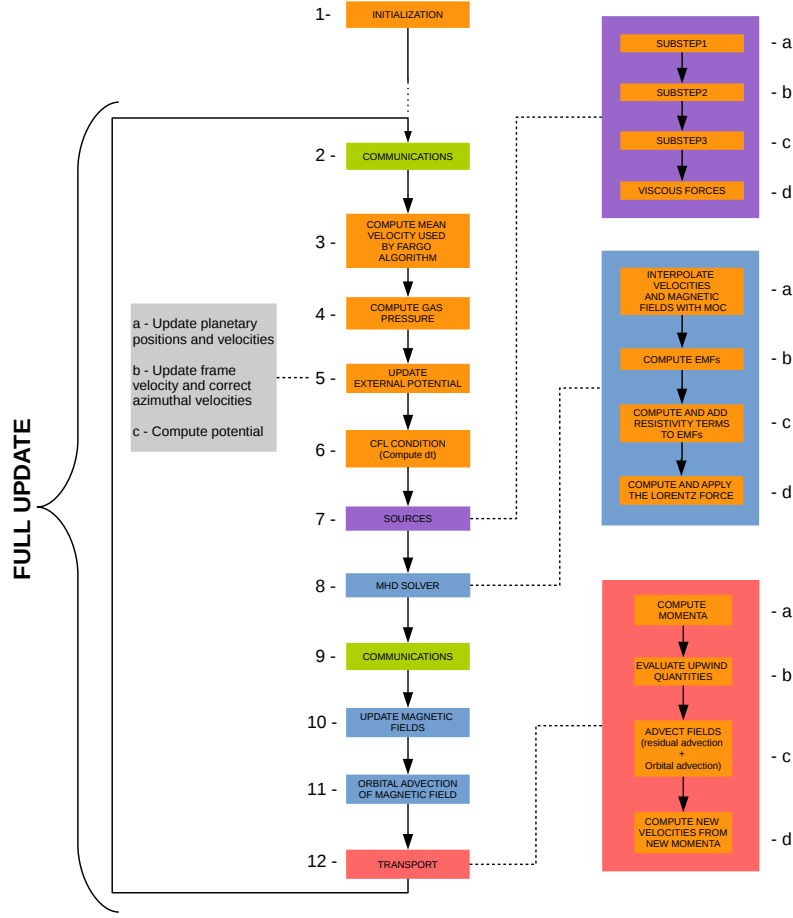 1-
INITIALIZATION
2 -
COMMUNICATIONS
3 -
COMPUTE MEAN
VELOCITY USED
BY FARGO
ALGORITHM
4 -
COMPUTE GAS
PRESSURE
5 -
UPDATE
EXTERNAL POTENTIAL
a - Update planetary
positions and velocities
b - Update frame
velocity and correct
azimuthal velocities
c - Compute potential
6 -
CFL CONDITION
(Compute dt)
7 -
SOURCES
8 -
MHD SOLVER
9 -
COMMUNICATIONS
10 -
UPDATE MAGNETIC
FIELDS
11 -
ORBITAL ADVECTION
OF MAGNETIC FIELD
12 -
TRANSPORT
FULL UPDATE
SUBSTEP1
- a
SUBSTEP2
- b
SUBSTEP3
- c
VISCOUS FORCES
- d
INTERPOLATE
VELOCITIES
AND MAGNETIC
FIELDS WITH MOC
- a
COMPUTE EMFs
- b
COMPUTE AND ADD
RESISTIVITY TERMS
TO EMFs
- c
COMPUTE AND APPLY
THE LORENTZ FORCE
- d
COMPUTE
MOMENTA
- a
EVALUATE UPWIND
QUANTITIES
- b
ADVECT FIELDS
(residual advection
+
Orbital advection)
- c
COMPUTE NEW
VELOCITIES FROM
NEW MOMENTA
- d